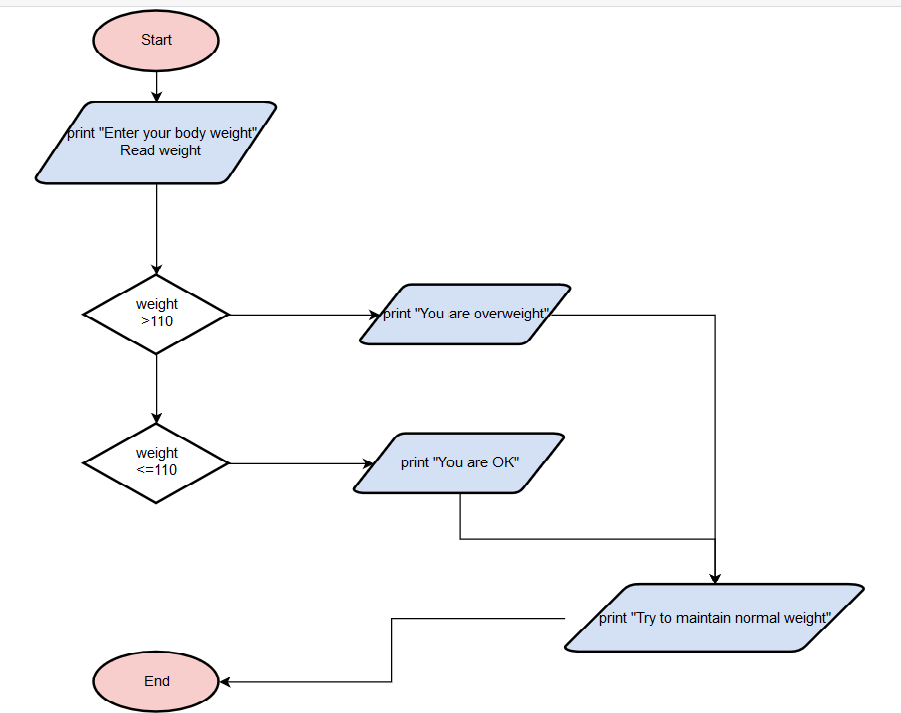 Start
print "Enter your body weight"
Read weight
weight
>110
print "You are overweight"
weight
<=110
print "You are OK"
print "Try to maintain normal weight"
End